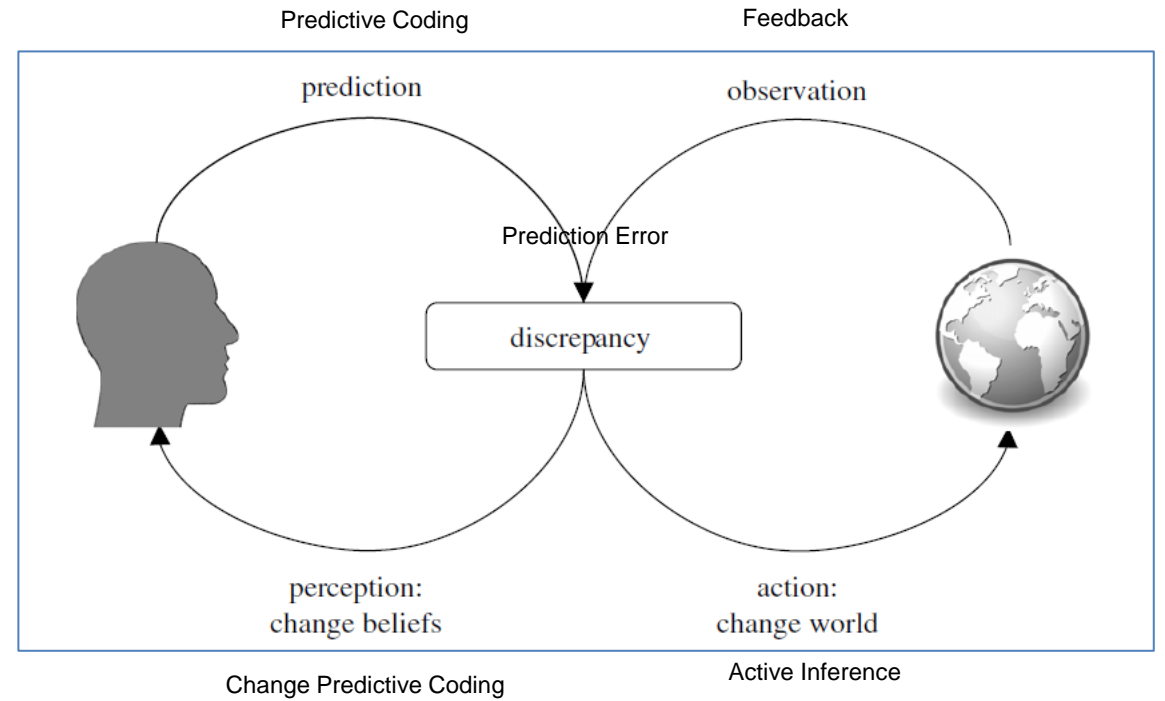 Predictive Coding
Feedback
prediction
observation
Prediction Error
discrepancy
perception:
change beliefs
action:
change world
Change Predictive Coding
Active Inference